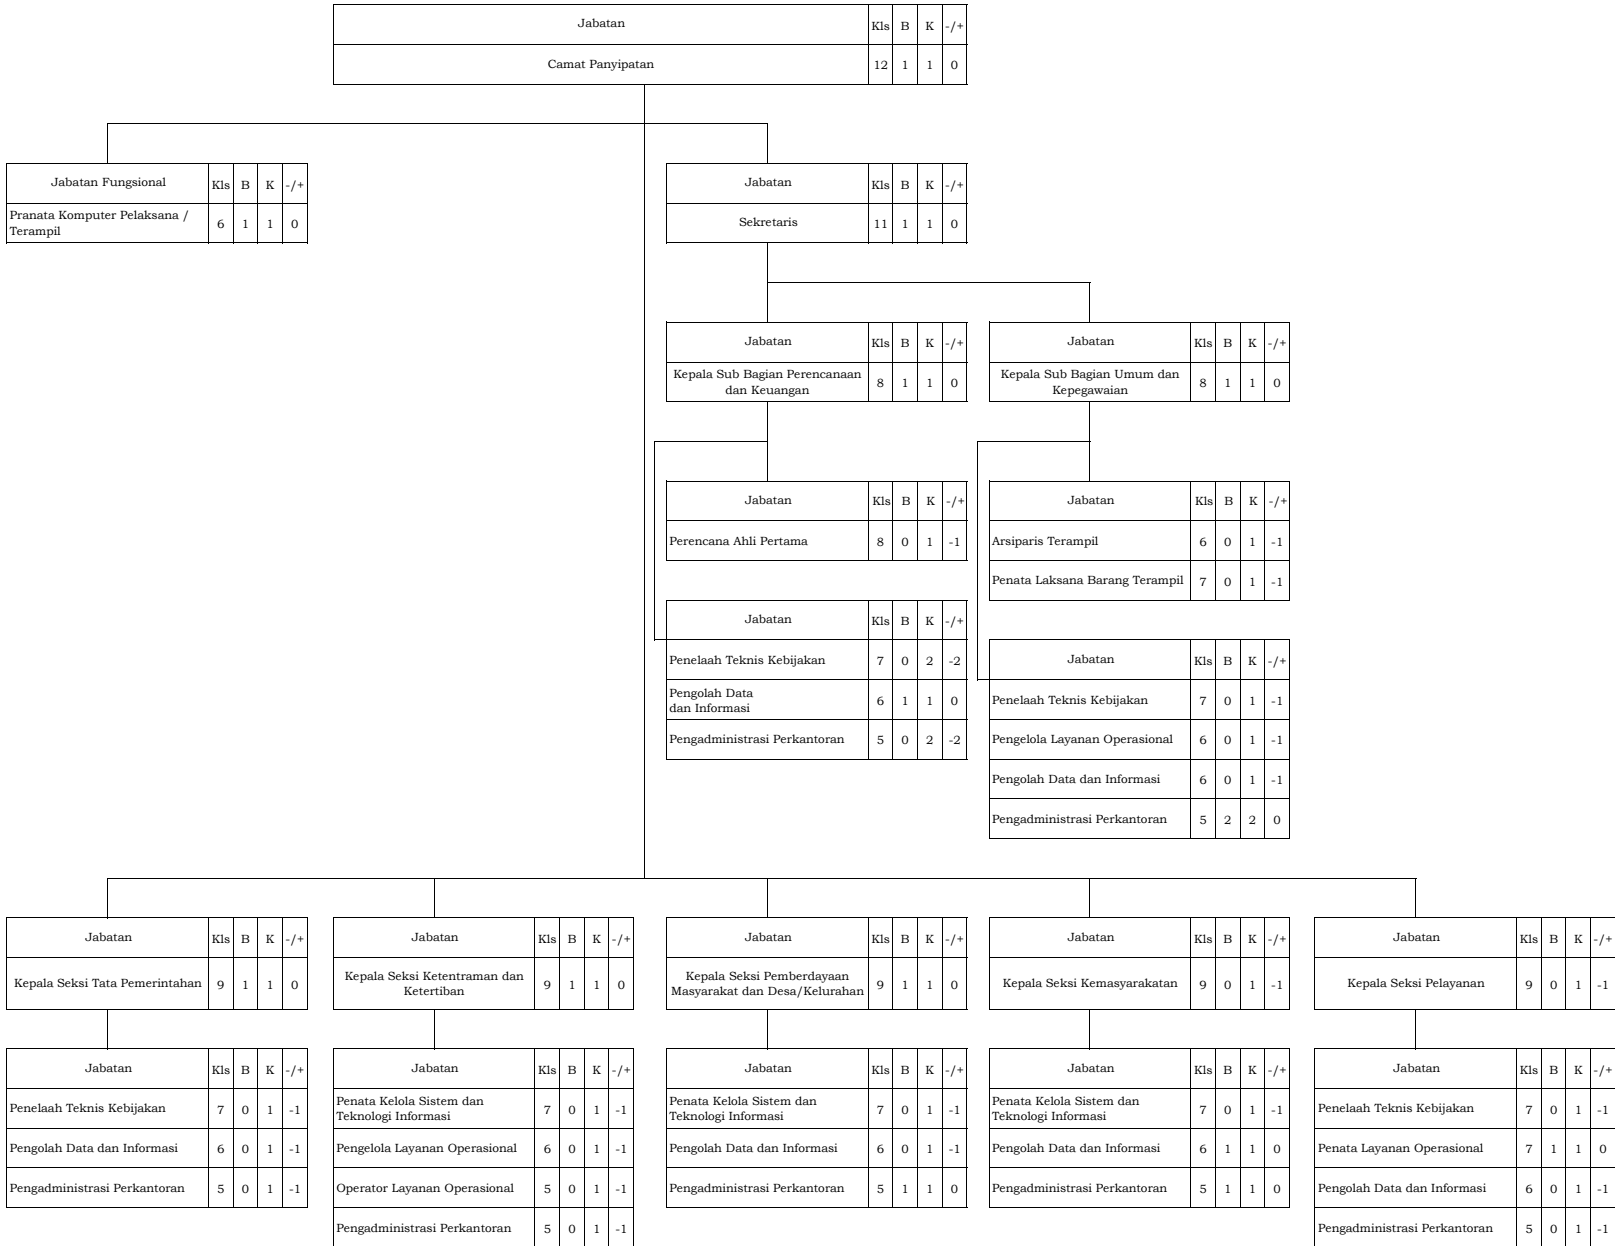 Jabatan Kls B K -/+
Camat Panyipatan 12 1 1 0
Jabatan Fungsional Kls B K -/+
Pranata Komputer Pelaksana /
Terampil 6 1 1 0
Jabatan Kls B K -/+
Sekretaris 11 1 1 0
Jabatan Kls B K -/+
Kepala Sub Bagian Perencanaan
dan Keuangan 8 1 1 0
Jabatan Kls B K -/+
Kepala Sub Bagian Umum dan
Kepegawaian 8 1 1 0
Jabatan Kls B K -/+
Perencana Ahli Pertama 8 0 1 -1
Jabatan Kls B K -/+
Penelaah Teknis Kebijakan 7 0 2 -2
Pengolah Data
dan Informasi 6 1 1 0
Pengadministrasi Perkantoran 5 0 2 -2
Jabatan Kls B K -/+
Arsiparis Terampil 6 0 1 -1
Penata Laksana Barang Terampil 7 0 1 -1
Jabatan Kls B K -/+
Penelaah Teknis Kebijakan 7 0 1 -1
Pengelola Layanan Operasional 6 0 1 -1
Pengolah Data dan Informasi 6 0 1 -1
Pengadministrasi Perkantoran 5 2 2 0
Jabatan Kls B K -/+
Kepala Seksi Tata Pemerintahan 9 1 1 0
Jabatan Kls B K -/+
Penelaah Teknis Kebijakan 7 0 1 -1
Pengolah Data dan Informasi 6 0 1 -1
Pengadministrasi Perkantoran 5 0 1 -1
Jabatan Kls B K -/+
Kepala Seksi Ketentraman dan
Ketertiban 9 1 1 0
Jabatan Kls B K -/+
Penata Kelola Sistem dan
Teknologi Informasi 7 0 1 -1
Pengelola Layanan Operasional 6 0 1 -1
Operator Layanan Operasional 5 0 1 -1
Pengadministrasi Perkantoran 5 0 1 -1
Jabatan Kls B K -/+
Kepala Seksi Pemberdayaan
Masyarakat dan Desa/Kelurahan 9 1 1 0
Jabatan Kls B K -/+
Penata Kelola Sistem dan
Teknologi Informasi 7 0 1 -1
Pengolah Data dan Informasi 6 0 1 -1
Pengadministrasi Perkantoran 5 1 1 0
Jabatan Kls B K -/+
Kepala Seksi Kemasyarakatan 9 0 1 -1
Jabatan Kls B K -/+
Penata Kelola Sistem dan
Teknologi Informasi 7 0 1 -1
Pengolah Data dan Informasi 6 1 1 0
Pengadministrasi Perkantoran 5 1 1 0
Jabatan Kls B K -/+
Kepala Seksi Pelayanan 9 0 1 -1
Jabatan Kls B K -/+
Penelaah Teknis Kebijakan 7 0 1 -1
Penata Layanan Operasional 7 1 1 0
Pengolah Data dan Informasi 6 0 1 -1
Pengadministrasi Perkantoran 5 0 1 -1